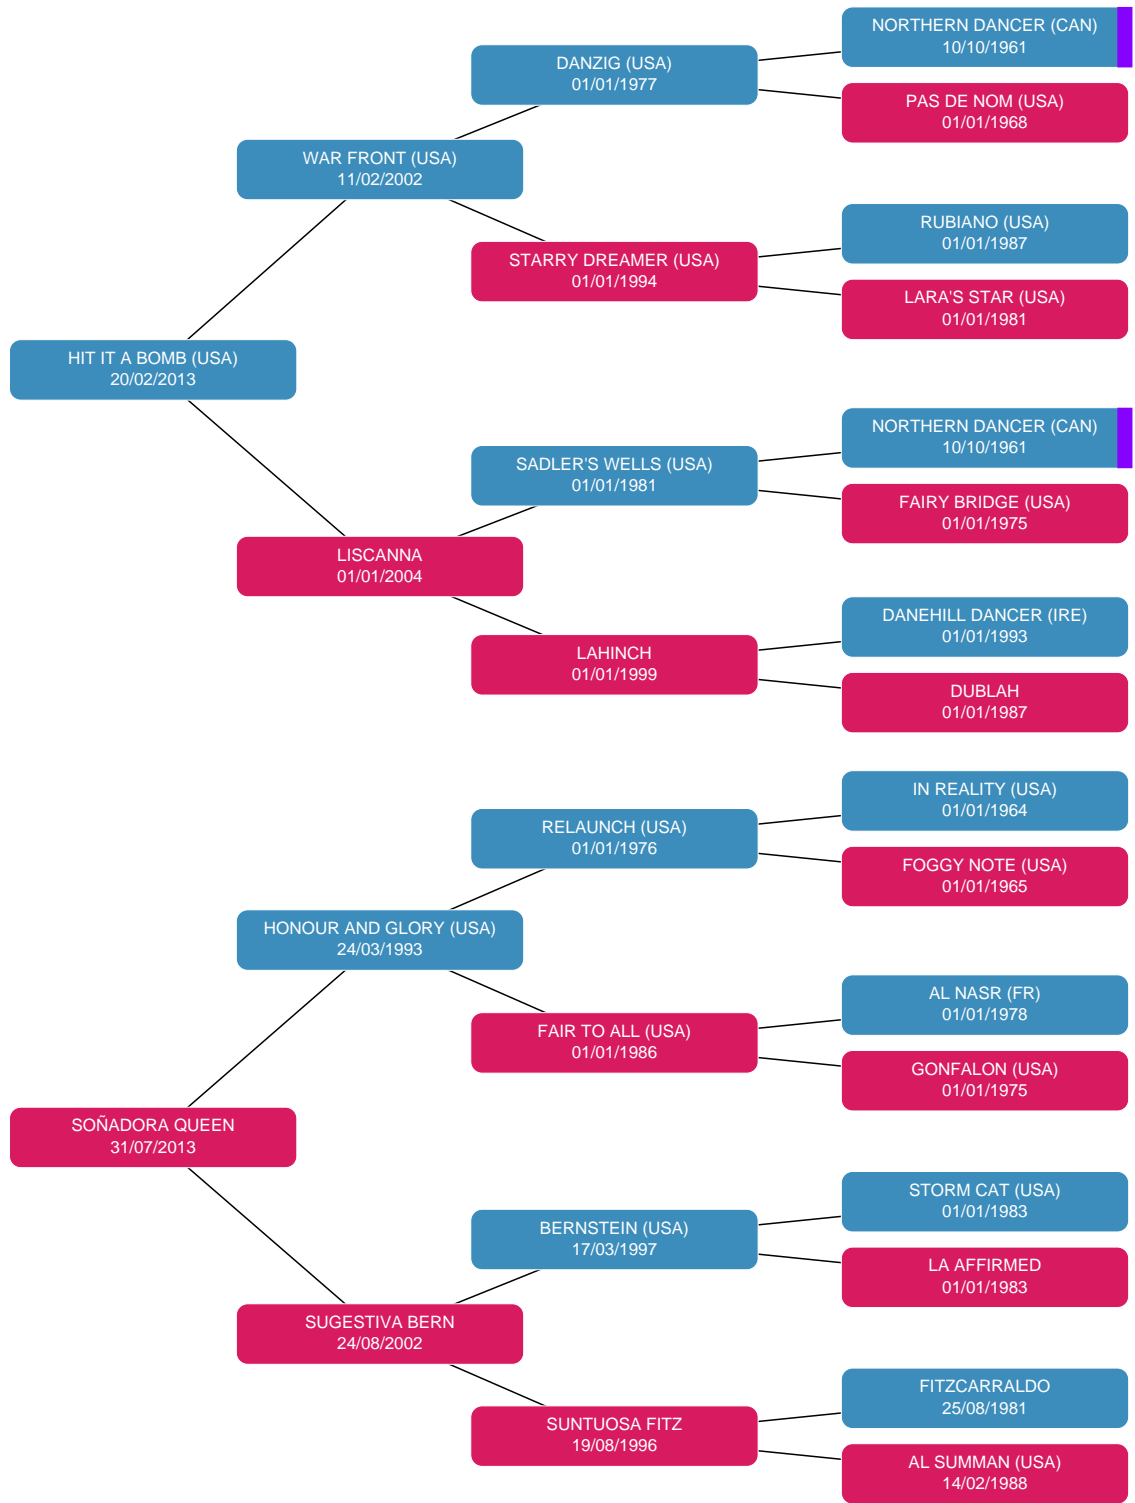 NORTHERN DANCER (CAN)
10/10/1961
DANZIG (USA)
01/01/1977
PAS DE NOM (USA)
01/01/1968
WAR FRONT (USA)
11/02/2002
RUBIANO (USA)
01/01/1987
STARRY DREAMER (USA)
01/01/1994
LARA'S STAR (USA)
01/01/1981
HIT IT A BOMB (USA)
20/02/2013
NORTHERN DANCER (CAN)
10/10/1961
SADLER'S WELLS (USA)
01/01/1981
FAIRY BRIDGE (USA)
01/01/1975
LISCANNA
01/01/2004
DANEHILL DANCER (IRE)
01/01/1993
LAHINCH
01/01/1999
DUBLAH
01/01/1987
IN REALITY (USA)
01/01/1964
RELAUNCH (USA)
01/01/1976
FOGGY NOTE (USA)
01/01/1965
HONOUR AND GLORY (USA)
24/03/1993
AL NASR (FR)
01/01/1978
FAIR TO ALL (USA)
01/01/1986
GONFALON (USA)
01/01/1975
SOÑADORA QUEEN
31/07/2013
STORM CAT (USA)
01/01/1983
BERNSTEIN (USA)
17/03/1997
LA AFFIRMED
01/01/1983
SUGESTIVA BERN
24/08/2002
FITZCARRALDO
25/08/1981
SUNTUOSA FITZ
19/08/1996
AL SUMMAN (USA)
14/02/1988